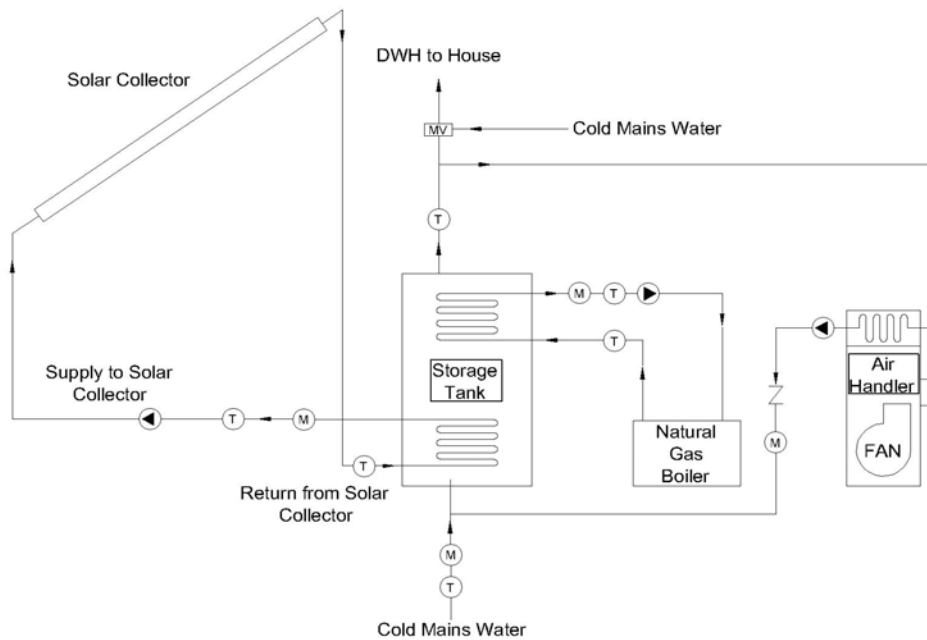 DWH to House
Solar Collector
MV
Cold Mains Water
T
M
T
T
Supply to Solar
Collector
Storage
Tank
Air
Handler
T
M
Natural
Gas
Boiler
M
FAN
T
Return from Solar
Collector
M
T
Cold Mains Water